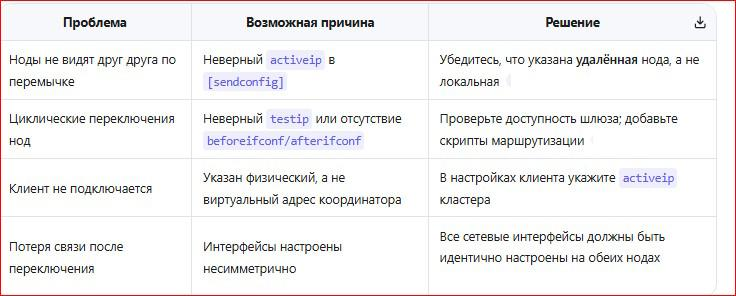 Проблема Возможная причина Решение
Ноды не видят друг друга по перемычке
Неверный activeip в [sendconfig]
Убедитесь, что указана удалённая нода, а не локальная
Циклические переключения нод
Неверный testip или отсутствие beforeifconf/afterifconf
Проверьте доступность шлюза; добавьте скрипты маршрутизации
Клиент не подключается
Указан физический, а не виртуальный адрес координатора
В настройках клиента укажите activeip кластера
Потеря связи после переключения
Интерфейсы настроены несимметрично
Все сетевые интерфейсы должны быть идентично настроены на обеих нодах